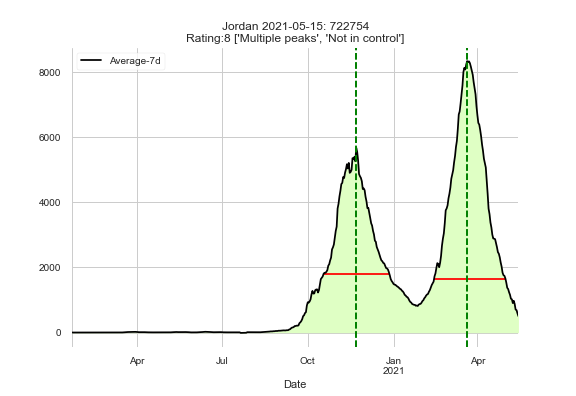 Jordan 2021-05-15: 722754
Rating:8 ['Multiple peaks', 'Not in control']
Average-7d
8000
6000
4000
2000
0
Apr
Jul
Oct
Jan
2021
Apr
Date